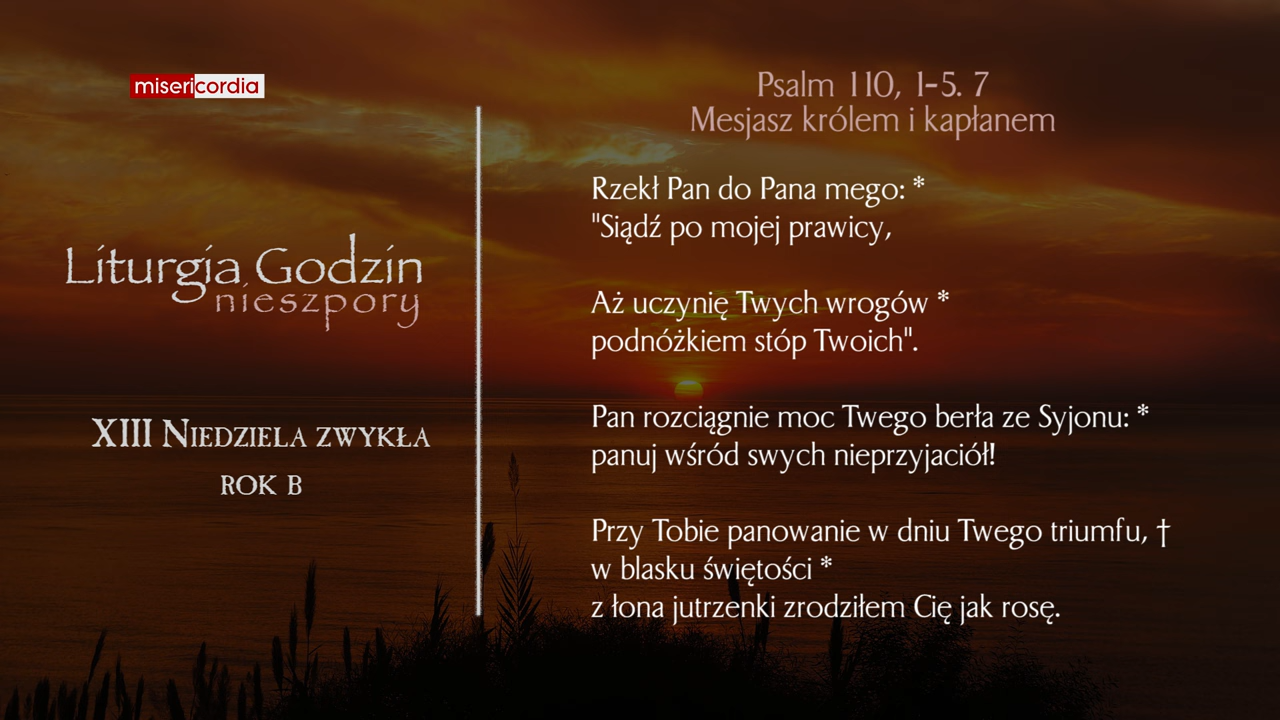 misericordia
Liturgia Godzin
nieszpory
XIII Niedziela zwykła
rok B
Psalm 110, 1-5. 7
Mesjasz królem i kapłanem
Rzekł Pan do Pana mego: *
"Siądź po mojej prawicy,
Aż uczynię Twych wrogów *
podnóżkiem stóp Twoich".
Pan rozciągnie moc Twego berła ze Syjonu: *
panuj wśród swych nieprzyjaciół!
Przy Tobie panowanie w dniu Twego triumfu, †
w blasku świętości *
z łona jutrzenki zrodziłem Cię jak rosę.